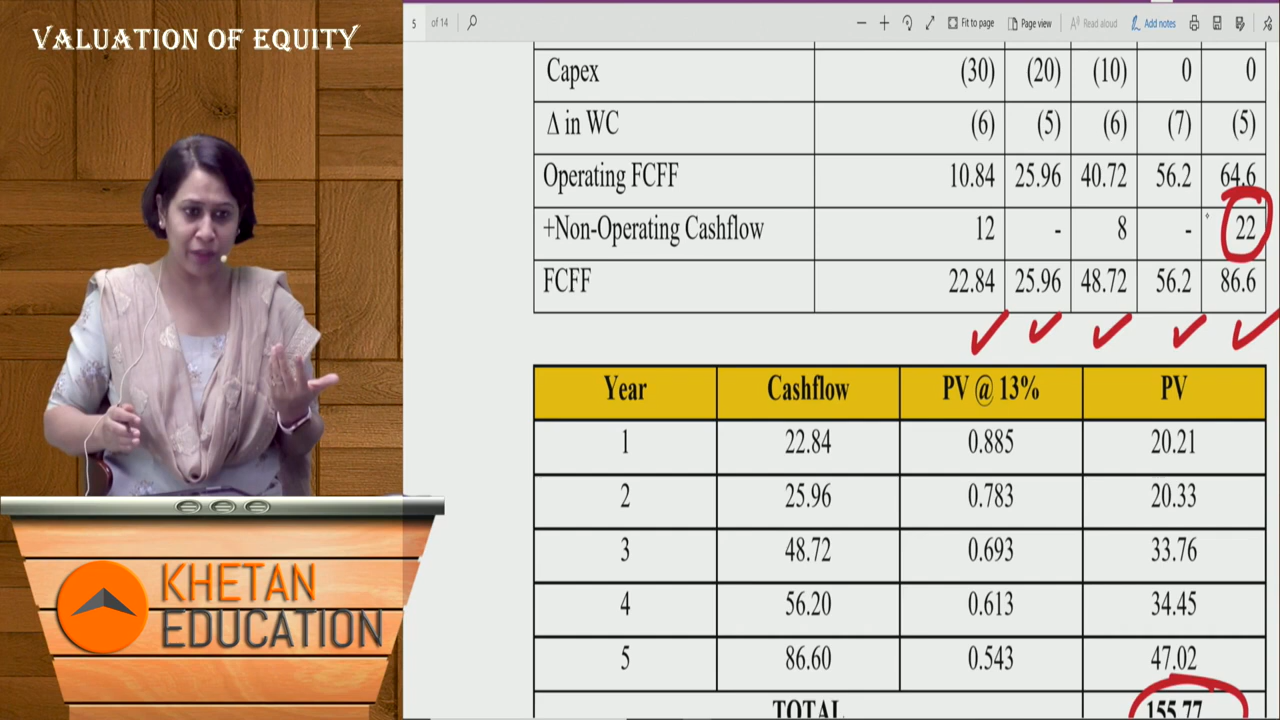 VALUATION OF EQUITY
5 of 14
Fit to page Page view Read aloud Add notes
Capex (30) (20) (10) 0 0
Δ in WC (6) (5) (6) (7) (5)
Operating FCFF 10.84 25.96 40.72 56.2 64.6
+Non-Operating Cashflow 12 - 8 - 22
FCFF 22.84 25.96 48.72 56.2 86.6
Year Cashflow PV @ 13% PV
1 22.84 0.885 20.21
2 25.96 0.783 20.33
3 48.72 0.693 33.76
4 56.20 0.613 34.45
5 86.60 0.543 47.02
TOTAL 155.77
KHETAN
EDUCATION